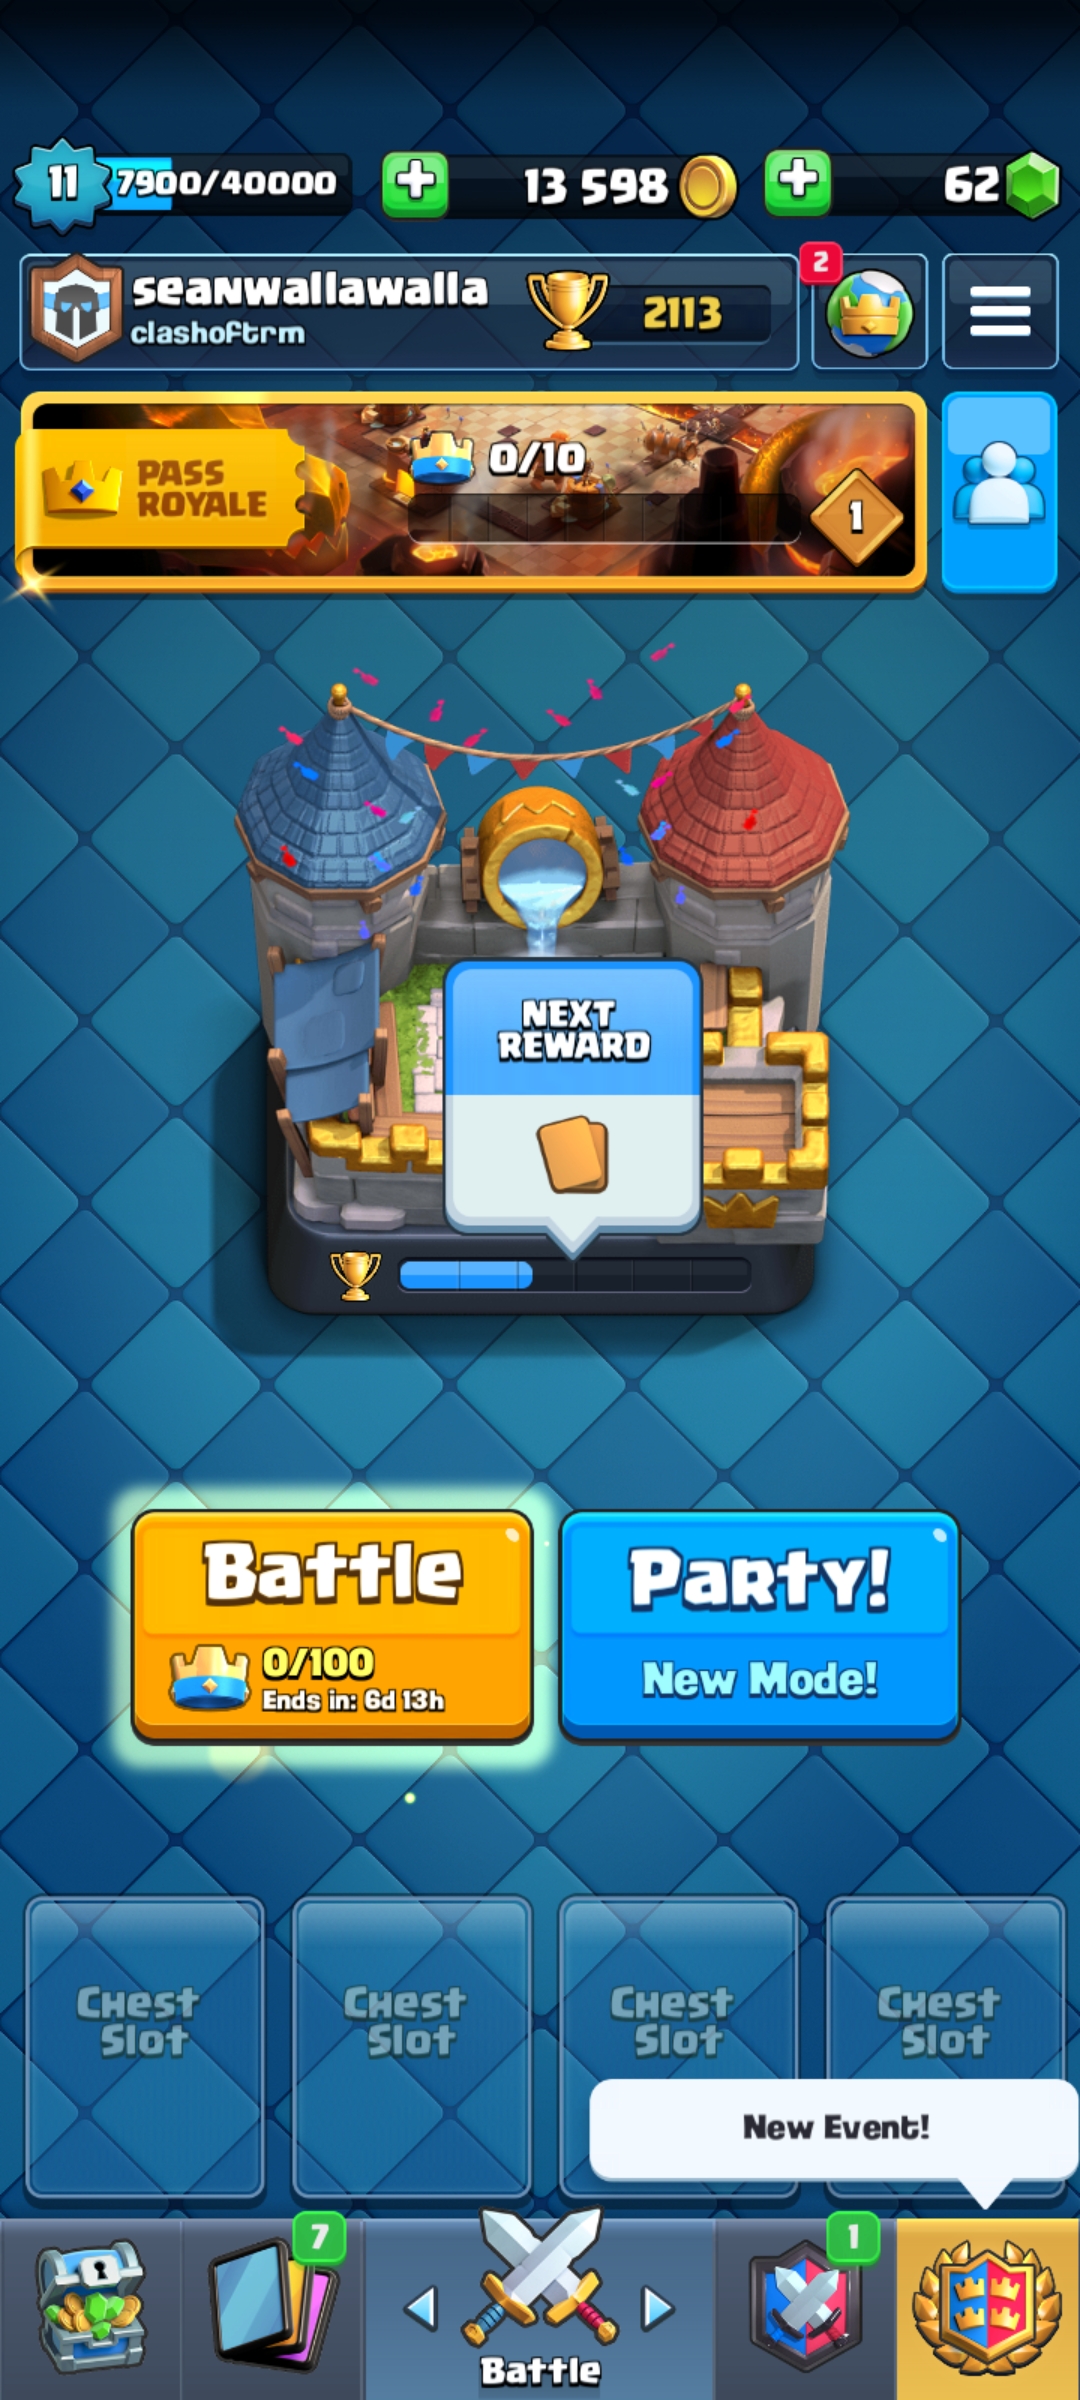 11
7900/40000
13 598
62
seanwallawalla
clashoftrm
2113
2
PASS
ROYALE
0/10
1
NEXT
REWARD
Battle
0/100
Ends in: 6d 13h
Party!
New Mode!
Chest
Slot
Chest
Slot
Chest
Slot
Chest
Slot
New Event!
7
1
Battle